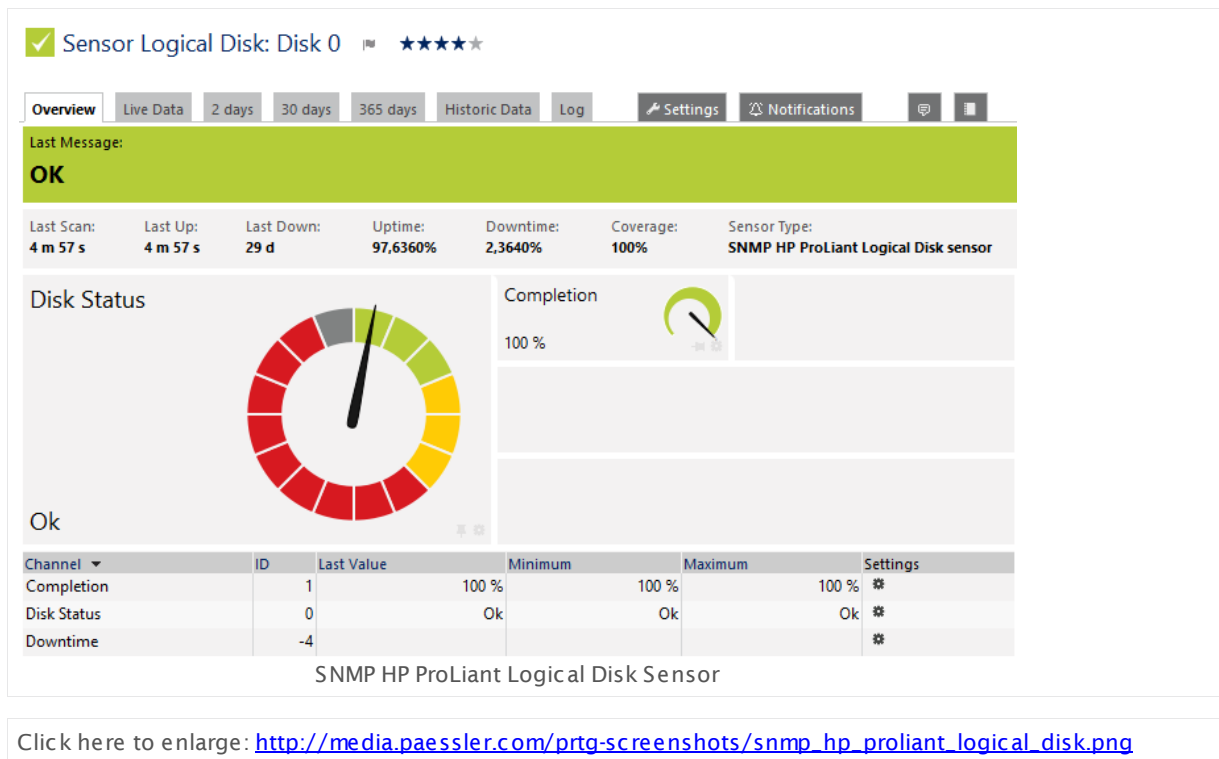 Sensor Logical Disk: Disk 0
Overview Live Data 2 days 30 days 365 days Historic Data Log Settings Notifications
Last Message:
OK
Last Scan: Last Up: Last Down: Uptime: Downtime: Coverage: Sensor Type:
4 m 57 s 4 m 57 s 29 d 97,6360% 2,3640% 100% SNMP HP ProLiant Logical Disk sensor
Disk Status
Completion
100 %
Ok
Channel ID Last Value Minimum Maximum Settings
Completion 1 100 % 100 % 100 %
Disk Status 0 Ok Ok Ok
Downtime -4
SNMP HP ProLiant Logical Disk Sensor
Click here to enlarge: http://media.paessler.com/prtg-screenshots/snmp_hp_proliant_logical_disk.png